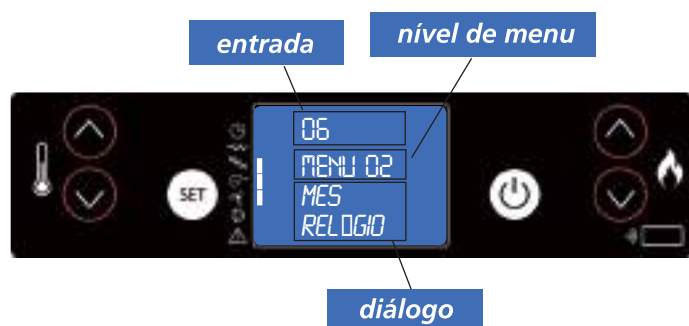 entrada
nível de menu
06
MENU 02
SET
MES
RELOGIO
diálogo